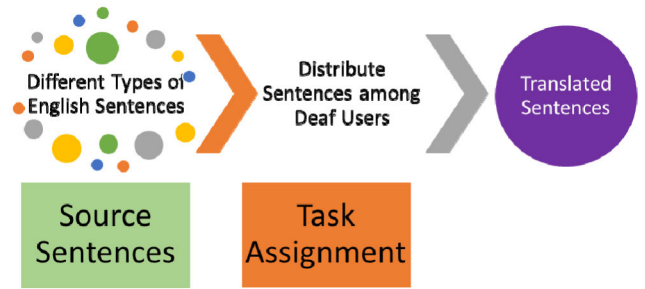 Different Types of
English Sentences
Distribute
Sentences among
Deaf Users
Translated
Sentences
Source
Sentences
Task
Assignment